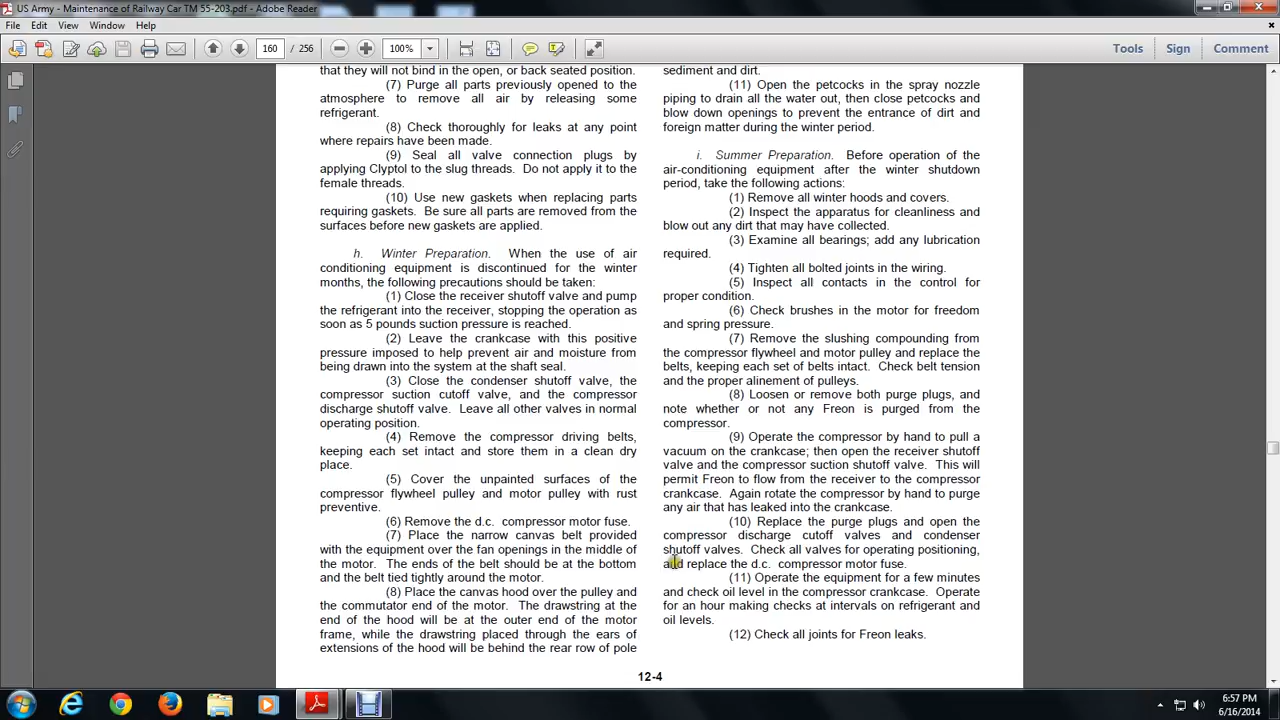 US Army - Maintenance of Railway Car TM 55-203.pdf - Adobe Reader
File Edit View Window Help
160 / 256 100% Tools Sign Comment
that they will not bind in the open, or back seated position.
(7) Purge all parts previously opened to the
atmosphere to remove all air by releasing some
refrigerant.
(8) Check thoroughly for leaks at any point
where repairs have been made.
(9) Seal all valve connection plugs by
applying Clyptol to the slug threads. Do not apply it to the
female threads.
(10) Use new gaskets when replacing parts
requiring gaskets. Be sure all parts are removed from the
surfaces before new gaskets are applied.
h. Winter Preparation. When the use of air
conditioning equipment is discontinued for the winter
months, the following precautions should be taken:
(1) Close the receiver shutoff valve and pump
the refrigerant into the receiver, stopping the operation as
soon as 5 pounds suction pressure is reached.
(2) Leave the crankcase with this positive
pressure imposed to help prevent air and moisture from
being drawn into the system at the shaft seal.
(3) Close the condenser shutoff valve, the
compressor suction cutoff valve, and the compressor
discharge shutoff valve. Leave all other valves in normal
operating position.
(4) Remove the compressor driving belts,
keeping each set intact and store them in a clean dry
place.
(5) Cover the unpainted surfaces of the
compressor flywheel pulley and motor pulley with rust
preventive.
(6) Remove the d.c. compressor motor fuse.
(7) Place the narrow canvas belt provided
with the equipment over the fan openings in the middle of
the motor. The ends of the belt should be at the bottom
and the belt tied tightly around the motor.
(8) Place the canvas hood over the pulley and
the commutator end of the motor. The drawstring at the
end of the hood will be at the outer end of the motor
frame, while the drawstring placed through the ears of
extensions of the hood will be behind the rear row of pole
sediment and dirt.
(11) Open the petcocks in the spray nozzle
piping to drain all the water out, then close petcocks and
blow down openings to prevent the entrance of dirt and
foreign matter during the winter period.
i. Summer Preparation. Before operation of the
air-conditioning equipment after the winter shutdown
period, take the following actions:
(1) Remove all winter hoods and covers.
(2) Inspect the apparatus for cleanliness and
blow out any dirt that may have collected.
(3) Examine all bearings; add any lubrication
required.
(4) Tighten all bolted joints in the wiring.
(5) Inspect all contacts in the control for
proper condition.
(6) Check brushes in the motor for freedom
and spring pressure.
(7) Remove the slushing compounding from
the compressor flywheel and motor pulley and replace the
belts, keeping each set of belts intact. Check belt tension
and the proper alinement of pulleys.
(8) Loosen or remove both purge plugs, and
note whether or not any Freon is purged from the
compressor.
(9) Operate the compressor by hand to pull a
vacuum on the crankcase; then open the receiver shutoff
valve and the compressor suction shutoff valve. This will
permit Freon to flow from the receiver to the compressor
crankcase. Again rotate the compressor by hand to purge
any air that has leaked into the crankcase.
(10) Replace the purge plugs and open the
compressor discharge cutoff valves and condenser
shutoff valves. Check all valves for operating positioning,
and replace the d.c. compressor motor fuse.
(11) Operate the equipment for a few minutes
and check oil level in the compressor crankcase. Operate
for an hour making checks at intervals on refrigerant and
oil levels.
(12) Check all joints for Freon leaks.
12-4
6:57 PM
6/16/2014